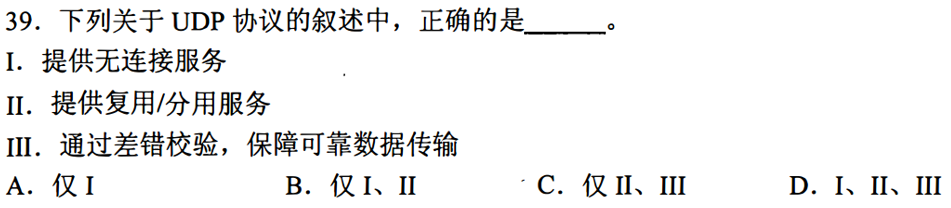 39．下列关于 UDP 协议的叙述中，正确的是______。
I．提供无连接服务
II．提供复用/分用服务
III．通过差错校验，保障可靠数据传输
A．仅 I B．仅 I、II C．仅 II、III D．I、II、III